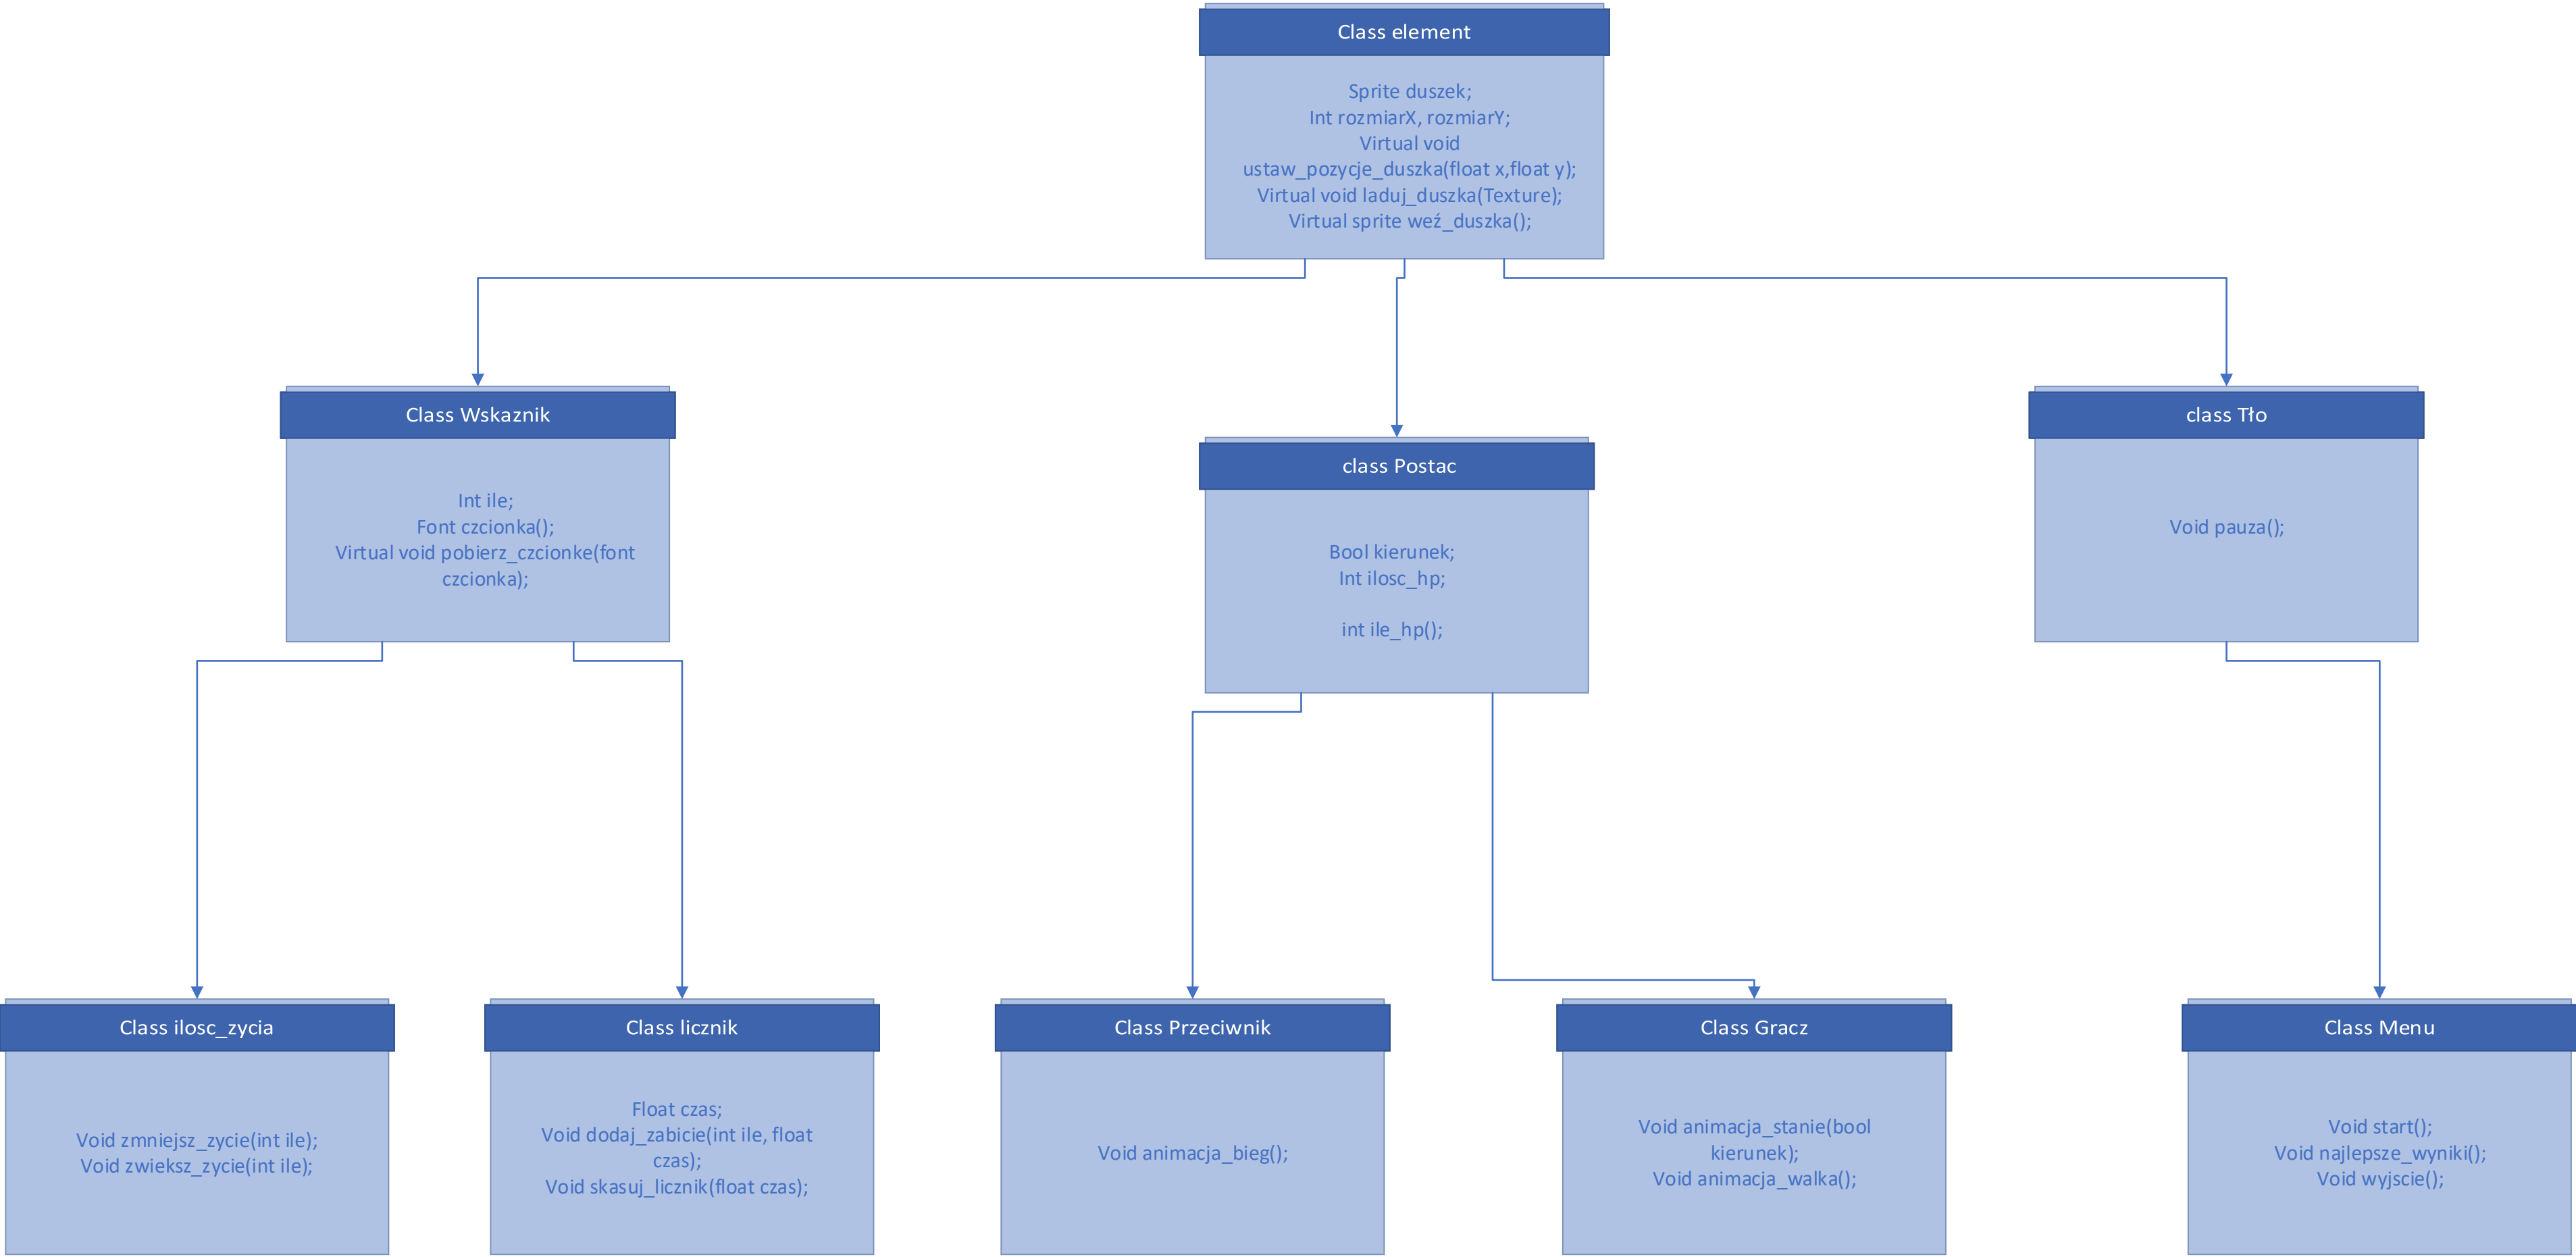 Class element
Sprite duszek;
Int rozmiarX, rozmiarY;
Virtual void
ustaw_pozycje_duszka(float x,float y);
Virtual void laduj_duszka(Texture);
Virtual sprite weź_duszka();
Class Wskaznik
Int ile;
Font czcionka();
Virtual void pobierz_czcionke(font
czcionka);
class Postac
Bool kierunek;
Int ilosc_hp;
int ile_hp();
class Tło
Void pauza();
Class ilosc_zycia
Void zmniejsz_zycie(int ile);
Void zwieksz_zycie(int ile);
Class licznik
Float czas;
Void dodaj_zabicie(int ile, float
czas);
Void skasuj_licznik(float czas);
Class Przeciwnik
Void animacja_bieg();
Class Gracz
Void animacja_stanie(bool
kierunek);
Void animacja_walka();
Class Menu
Void start();
Void najlepsze_wyniki();
Void wyjscie();